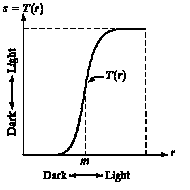 s = T(r)
Dark ←→ Light
T(r)
r
m
Dark ←→ Light